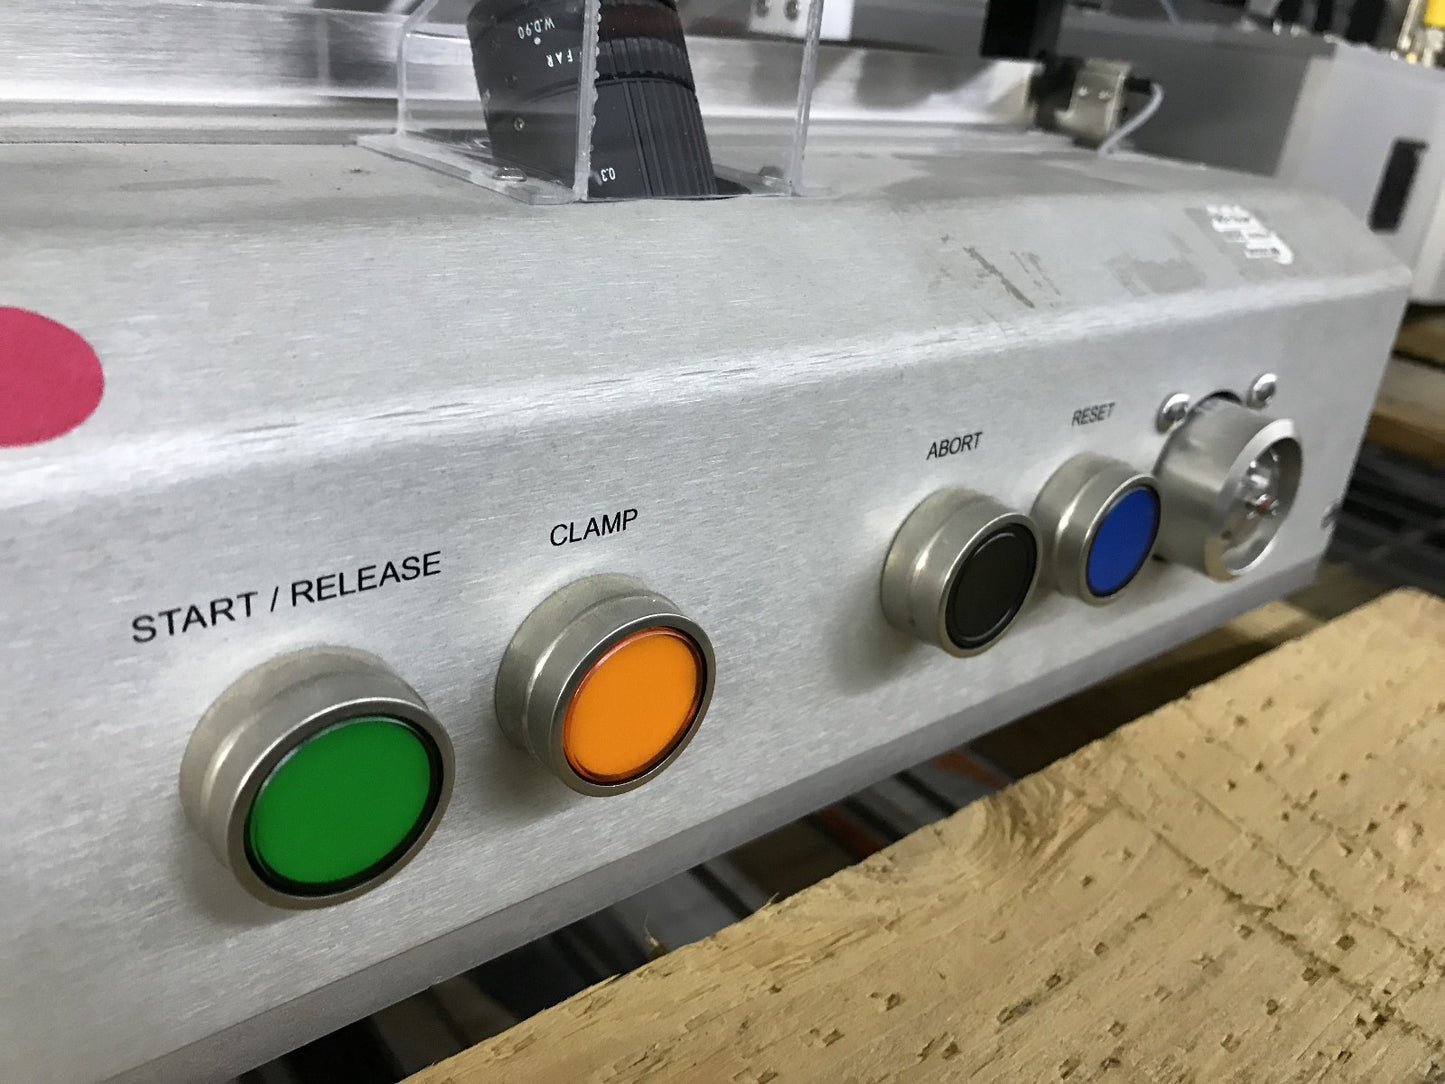 W.D.90
FAR
0.3
ABORT
RESET
CLAMP
START / RELEASE